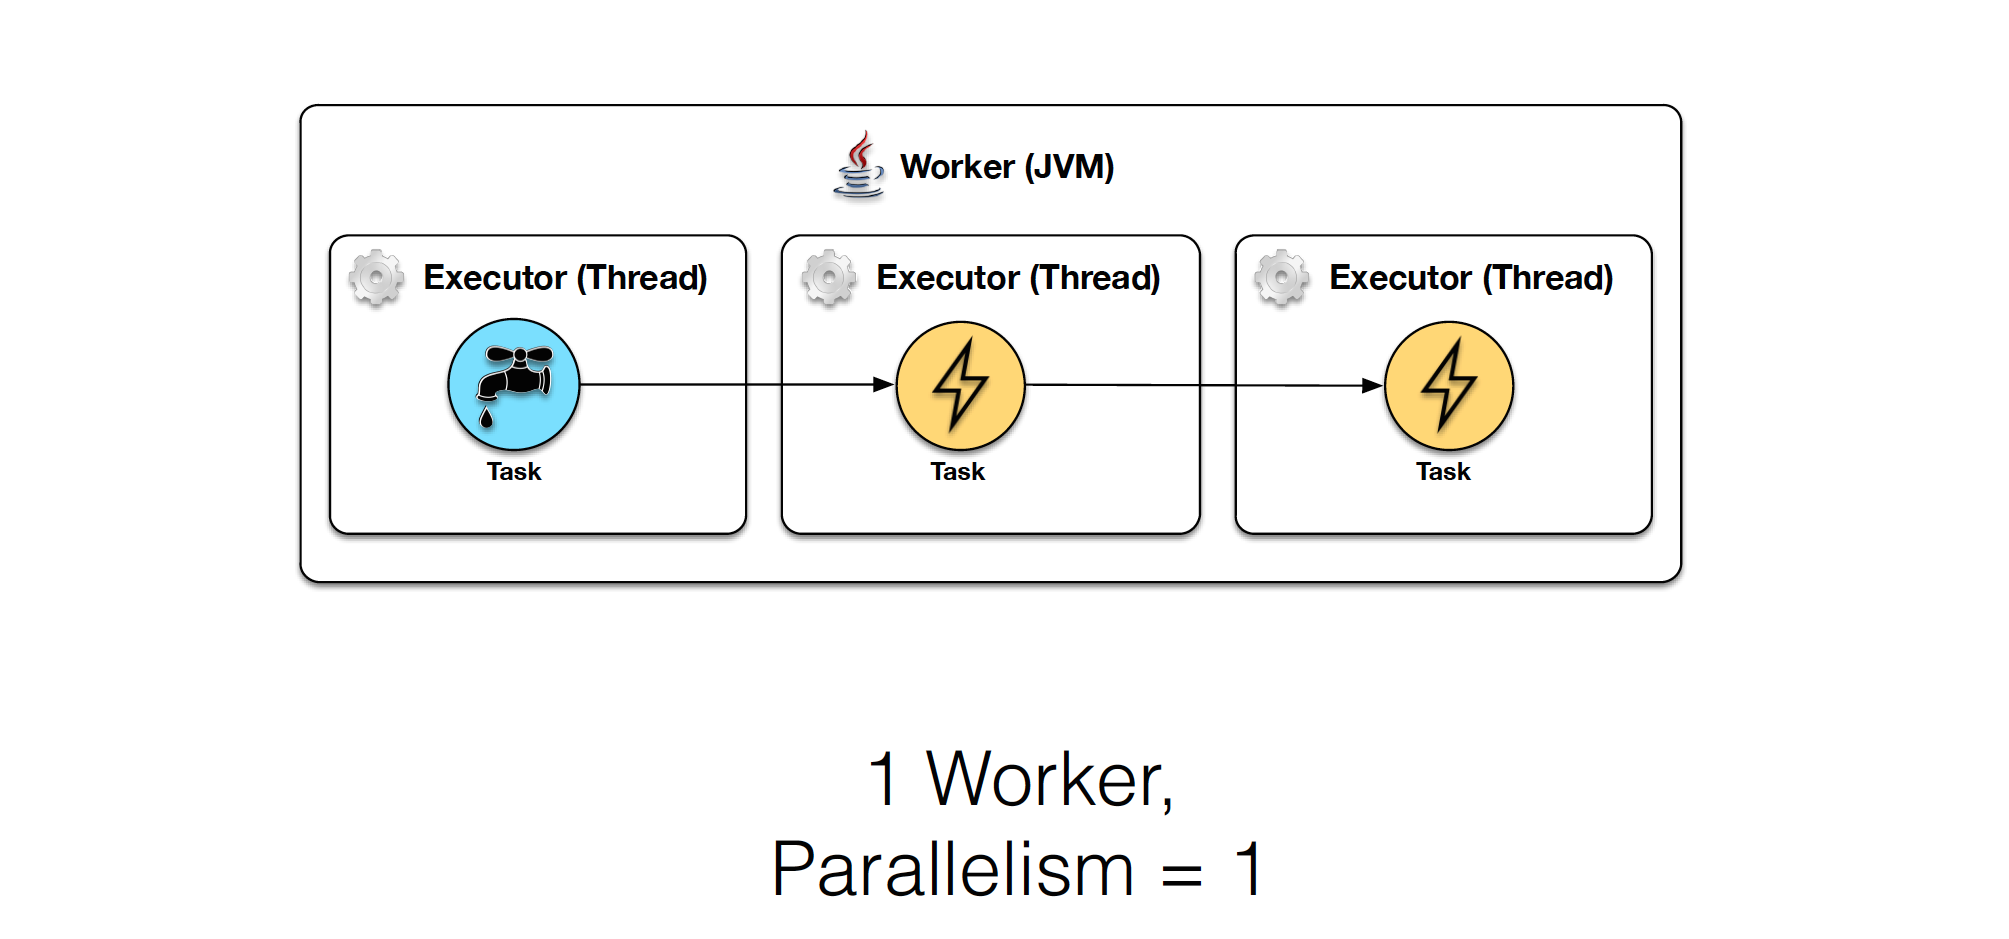 Worker (JVM)
Executor (Thread)
Executor (Thread)
Executor (Thread)
Task
Task
Task
1 Worker,
Parallelism = 1